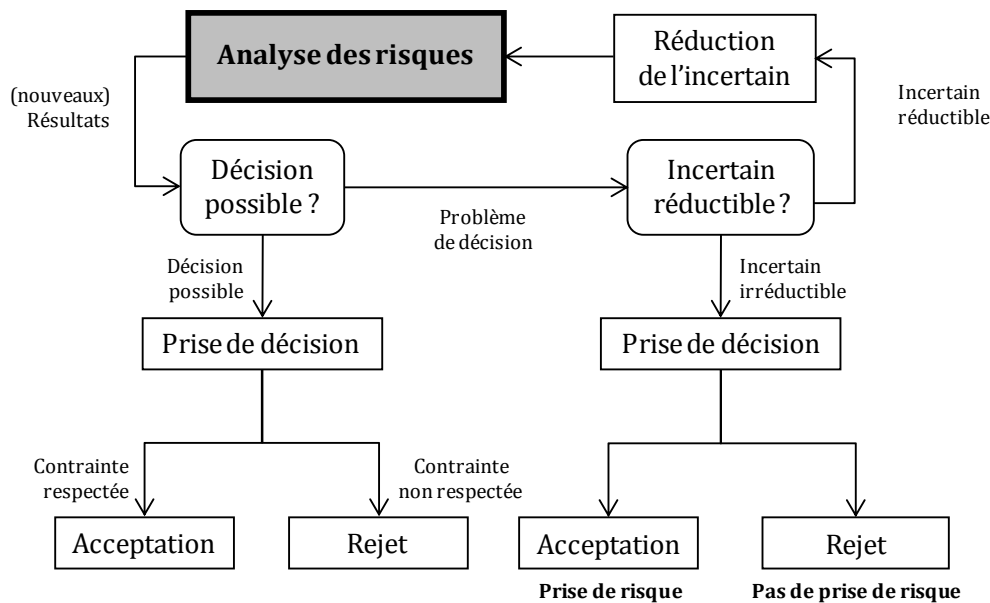 Analyse des risques
Réduction
de l'incertain
(nouveaux)
Résultats
Incertain
réductible
Décision
possible ?
Incertain
réductible ?
Problème
de décision
Décision
possible
Incertain
irréductible
Prise de décision
Prise de décision
Contrainte
respectée
Contrainte
non respectée
Acceptation
Rejet
Acceptation
Rejet
Prise de risque
Pas de prise de risque